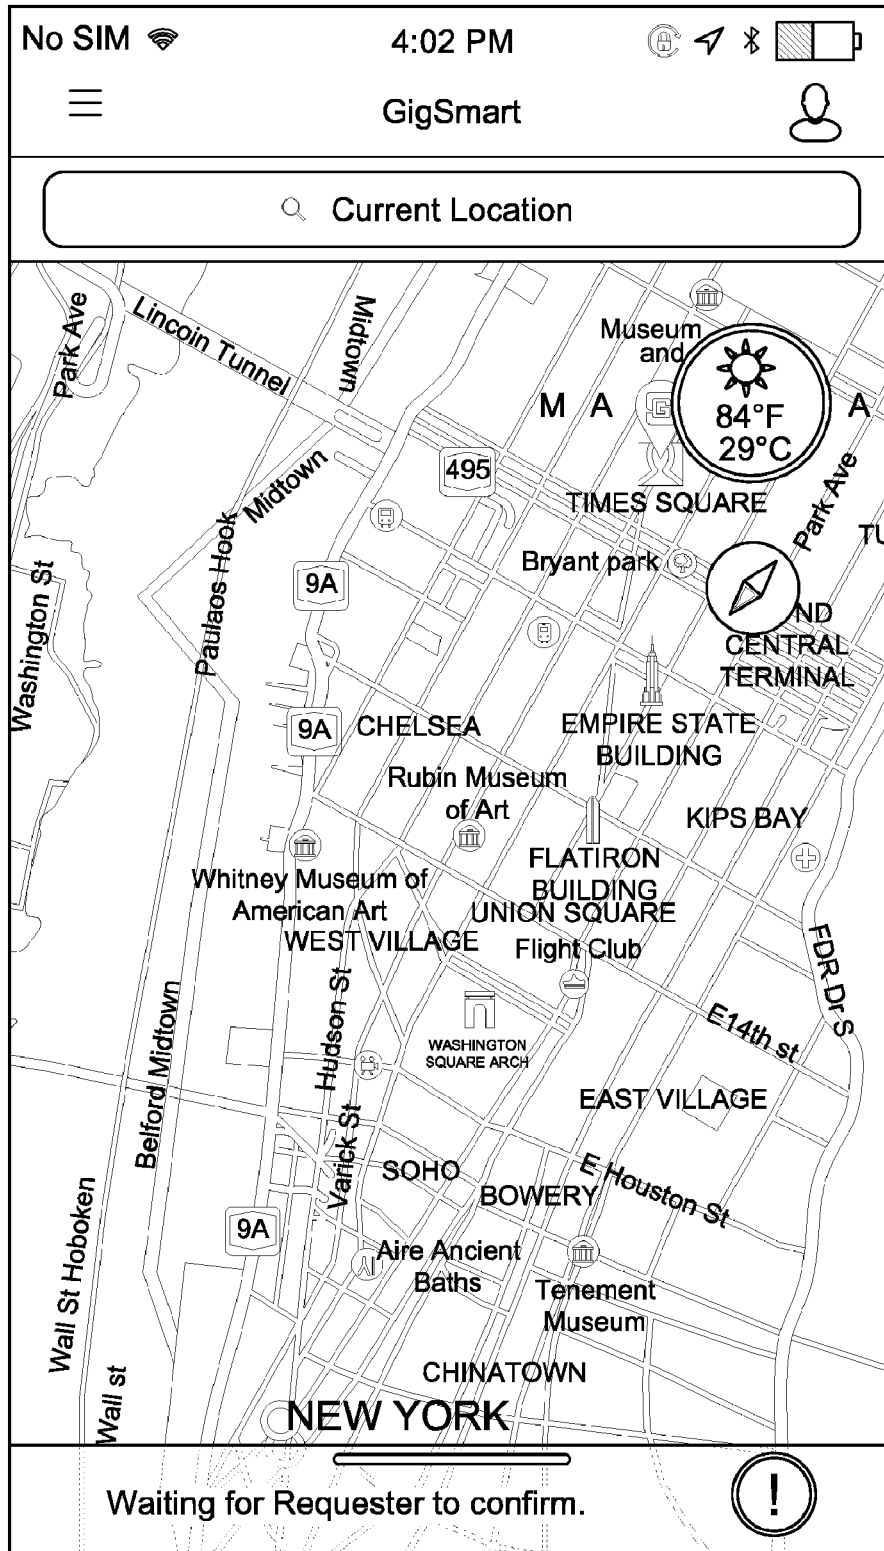 No SIM 4:02 PM
GigSmart
Current Location
Park Ave
Lincoin Tunnel
Midtown
Museum
and
84°F
29°C
M A A
Midtown
495
TIMES SQUARE
Park Ave
TU
Paulaos Hook
Bryant park
9A
Washington St
ND
CENTRAL
TERMINAL
9A
CHELSEA
EMPIRE STATE
BUILDING
Rubin Museum
of Art
KIPS BAY
FLATIRON
BUILDING
Whitney Museum of
American Art
UNION SQUARE
WEST VILLAGE
Flight Club
FDR Dr S
Hudson St
Belford Midtown
WASHINGTON
SQUARE ARCH
E14th st
EAST VILLAGE
Varick St
SOHO
E Houston St
BOWERY
9A
Wall St Hoboken
Aire Ancient
Baths
Tenement
Museum
CHINATOWN
Wall st
NEW YORK
Waiting for Requester to confirm.
!